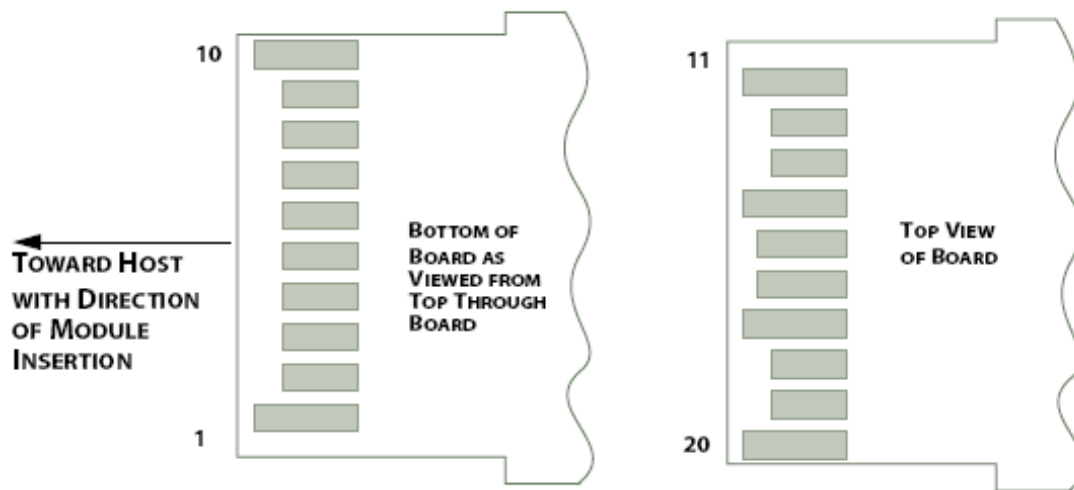 10
1
Toward Host
with Direction
of Module
Insertion
Bottom of
Board as
Viewed from
Top Through
Board
11
20
Top View
of Board